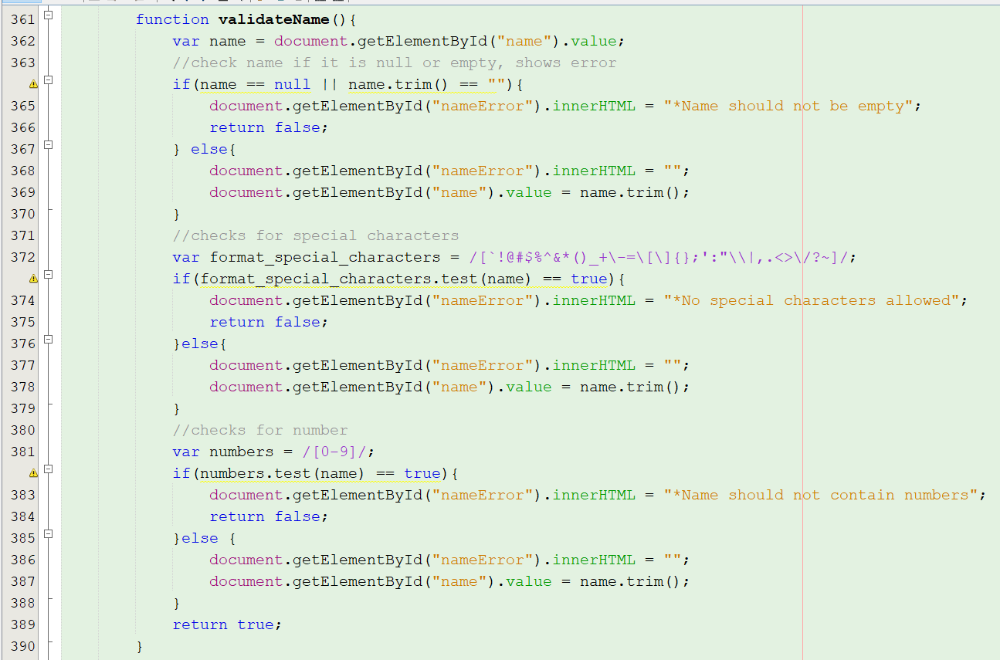 361 function validateName(){
362 var name = document.getElementById("name").value;
363 //check name if it is null or empty, shows error
if(name == null || name.trim() == ""){
365 document.getElementById("nameError").innerHTML = "*Name should not be empty";
366 return false;
367 } else{
368 document.getElementById("nameError").innerHTML = "";
369 document.getElementById("name").value = name.trim();
370 }
371 //checks for special characters
372 var format_special_characters = /[`!@#$%^&*()_+\-=\[\]{};':"\\|,.<>\/?~]/;
if(format_special_characters.test(name) == true){
374 document.getElementById("nameError").innerHTML = "*No special characters allowed";
375 return false;
376 }else{
377 document.getElementById("nameError").innerHTML = "";
378 document.getElementById("name").value = name.trim();
379 }
380 //checks for number
381 var numbers = /[0-9]/;
if(numbers.test(name) == true){
383 document.getElementById("nameError").innerHTML = "*Name should not contain numbers";
384 return false;
385 }else {
386 document.getElementById("nameError").innerHTML = "";
387 document.getElementById("name").value = name.trim();
388 }
389 return true;
390 }